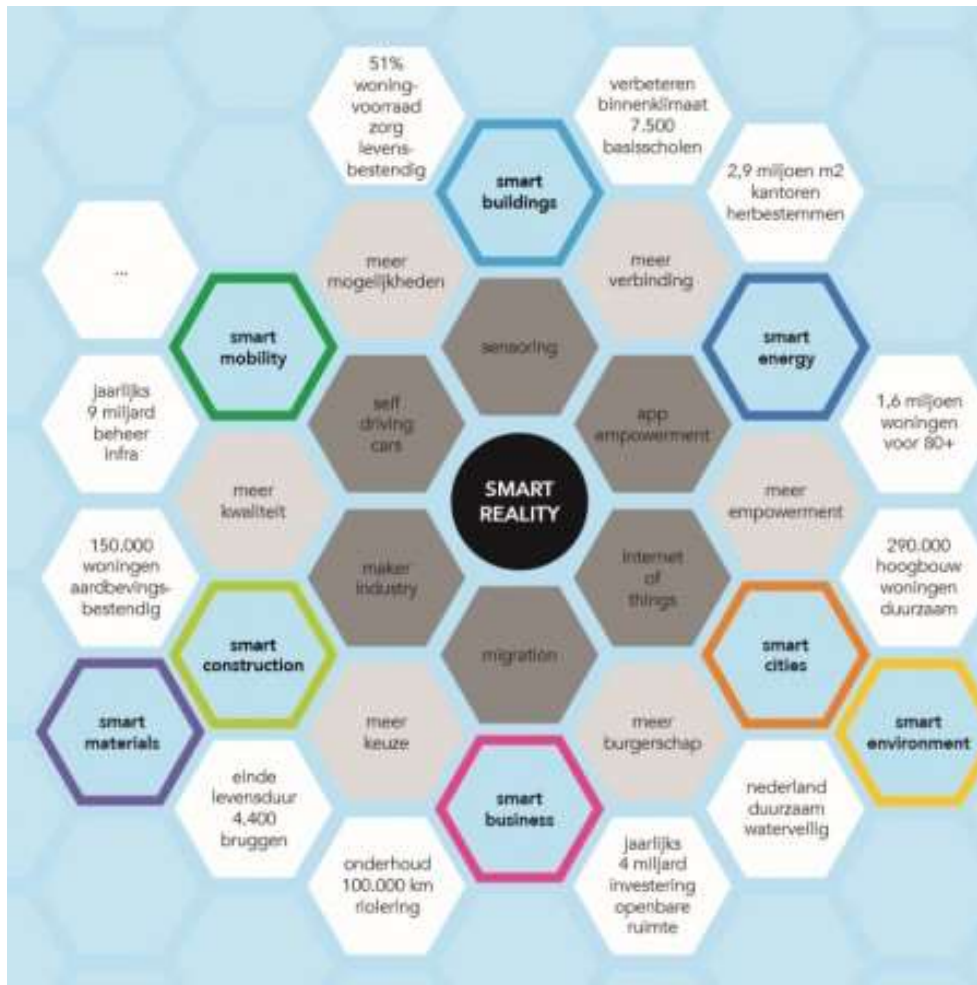 51%
woning-
voorraad
zorg
levens-
bestendig
verbeteren
binnenklimaat
7.500
basisscholen
smart
buildings
2,9 miljoen m2
kantoren
herbestemmen
...
meer
mogelijkheden
meer
verbinding
smart
mobility
sensoring
smart
energy
jaarlijks
9 miljard
beheer
infra
self
driving
cars
app
empowerment
1,6 miljoen
woningen
voor 80+
meer
kwaliteit
SMART
REALITY
meer
empowerment
150.000
woningen
aardbevings-
bestendig
maker
industry
internet
of
things
290.000
hoogbouw
woningen
duurzaam
smart
construction
migration
smart
cities
smart
materials
meer
keuze
meer
burgerschap
smart
environment
einde
levensduur
4.400
bruggen
smart
business
nederland
duurzaam
waterveilig
onderhoud
100.000 km
riolering
jaarlijks
4 miljard
investering
openbare
ruimte